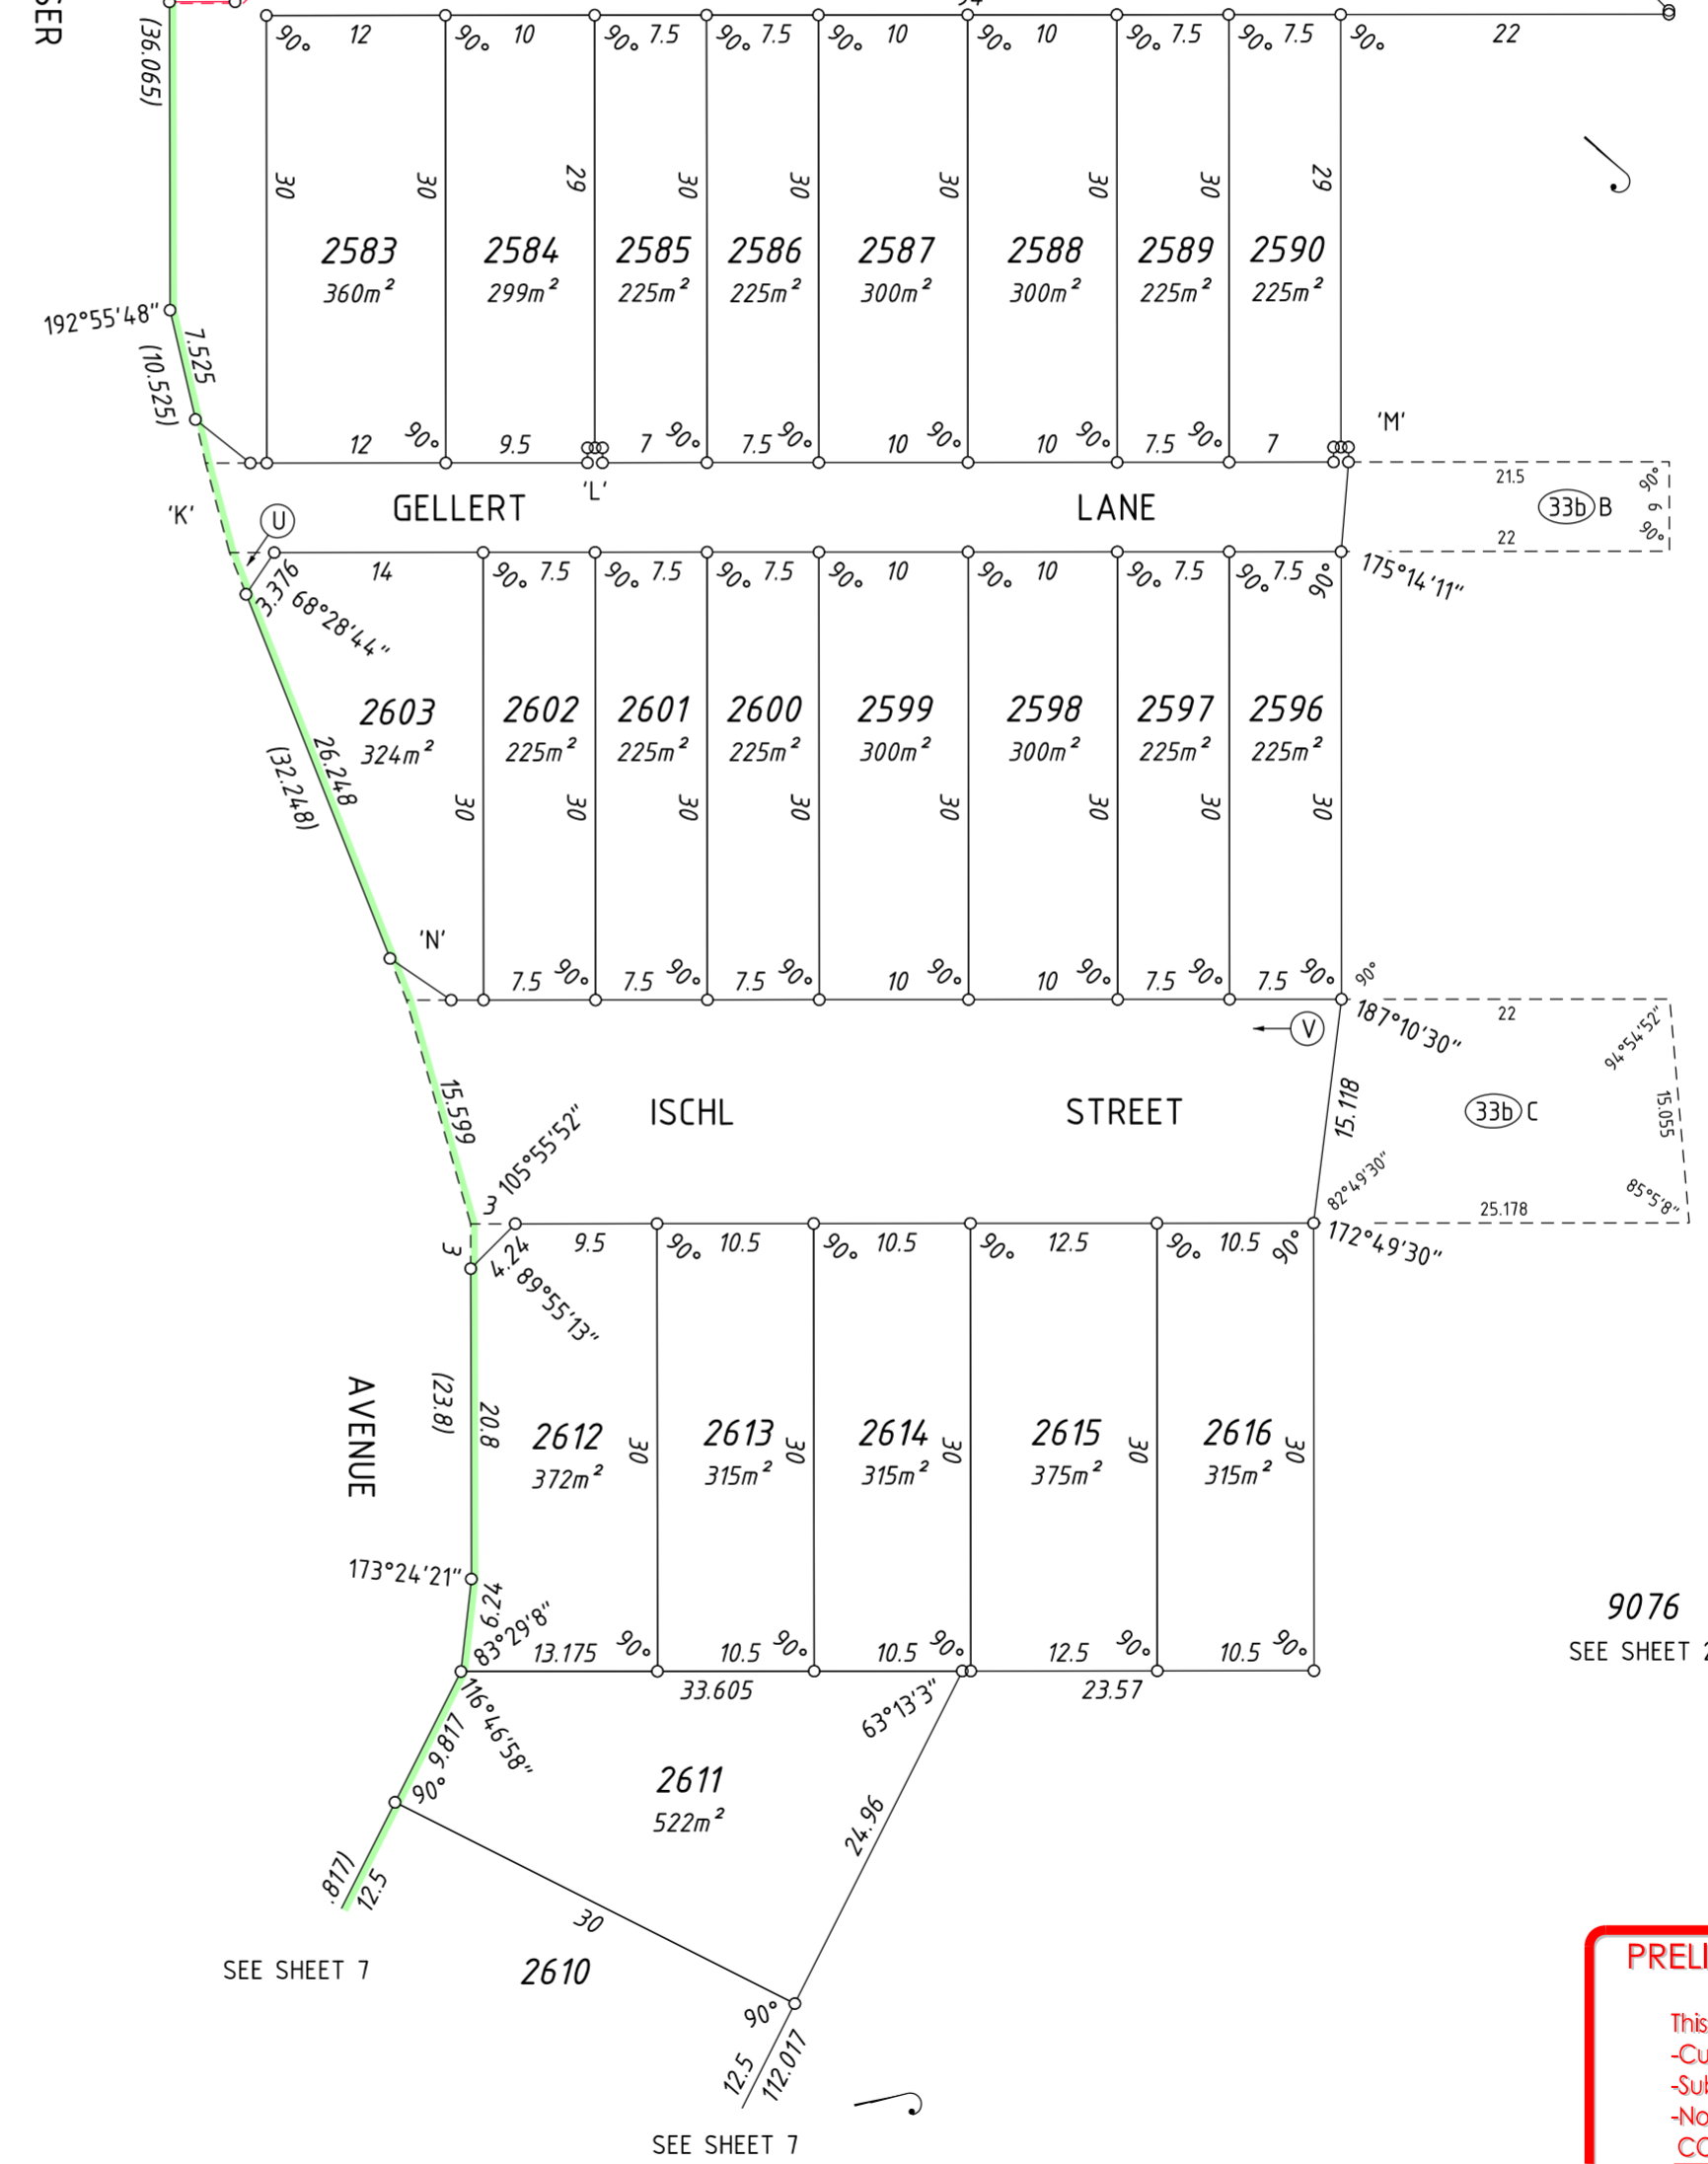 SER
94
(36.065)
90° 12 90° 10 90° 7.5 90° 7.5 90° 10 90° 10 90° 7.5 90° 7.5 90° 22
30 30 29 30 30 30 30 30 29
2583 2584 2585 2586 2587 2588 2589 2590
360m² 299m² 225m² 225m² 300m² 300m² 225m² 225m²
192°55'48"
7.525
(10.525)
12 90° 9.5 7 90° 7.5 90° 10 90° 10 90° 7.5 90° 7 'M'
'K' U GELLERT 'L' LANE
21.5 90°
33b B 6
22 90°
3.376
68°28'44"
14 90° 7.5 90° 7.5 90° 7.5 90° 10 90° 10 90° 7.5 90° 7.5 90° 175°14'11"
2603 2602 2601 2600 2599 2598 2597 2596
324m² 225m² 225m² 225m² 300m² 300m² 225m² 225m²
26.248
(32.248)
30 30 30 30 30 30 30 30
'N'
7.5 90° 7.5 90° 7.5 90° 10 90° 10 90° 7.5 90° 7.5 90° 90°
V 187°10'30" 22 94°54'52"
15.599
ISCHL STREET
15.118 33b C 15.055
105°55'52"
82°49'30" 25.178 85°5'8"
3
3
4.24
89°55'13"
9.5 90° 10.5 90° 10.5 90° 12.5 90° 10.5 90° 172°49'30"
AVENUE
(23.8)
20.8
2612 30 2613 30 2614 30 2615 30 2616 30
372m² 315m² 315m² 375m² 315m²
173°24'21"
6.24
83°29'8"
13.175 90° 10.5 90° 10.5 90° 12.5 90° 10.5 90°
33.605 63°13'3" 23.57
9076
SEE SHEET 2
116°46'58"
9.817
90°
2611
522m²
24.96
.817)
12.5
30
SEE SHEET 7
2610
90°
12.5
112.017
SEE SHEET 7
PRELI
This
-Cu
-Sub
-No
CO